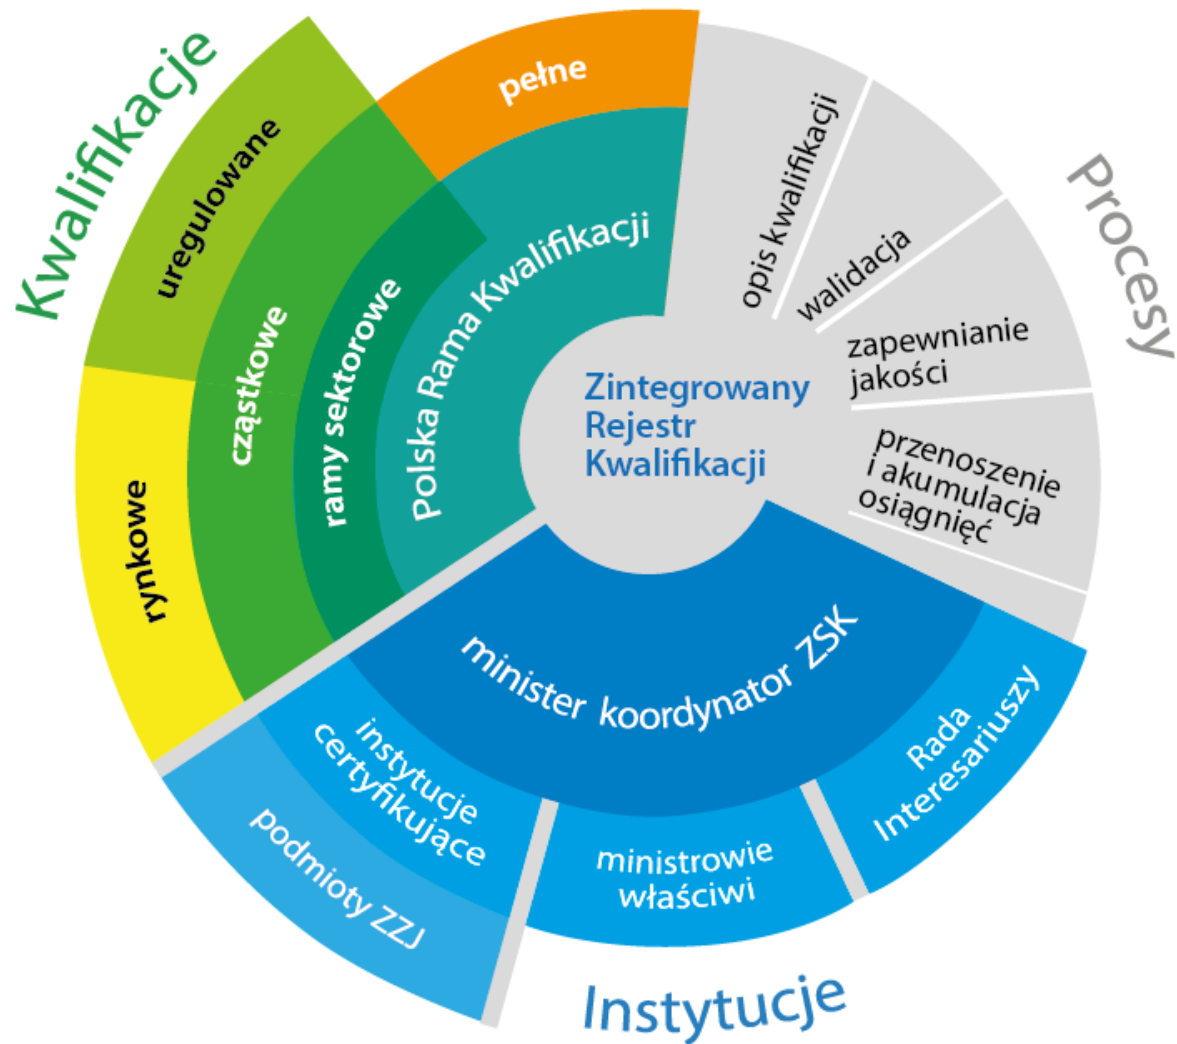 Kwalifikacje
pełne
uregulowane
cząstkowe
rynkowe
ramy sektorowe
Polska Rama Kwalifikacji
Zintegrowany
Rejestr
Kwalifikacji
Procesy
opis kwalifikacji
walidacja
zapewnianie
jakości
przenoszenie
i akumulacja
osiągnięć
minister koordynator ZSK
instytucje
certyfikujące
podmioty ZZJ
ministrowie
właściwi
Rada
Interesariuszy
Instytucje